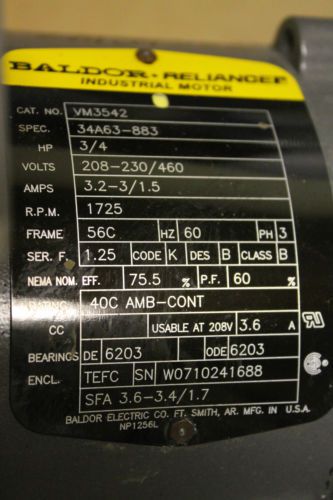 BALDOR • RELIANCER
INDUSTRIAL MOTOR
CAT. NO. VM3542
SPEC. 34A63-883
HP 3/4
VOLTS 208-230/460
AMPS 3.2-3/1.5
R.P.M. 1725
FRAME 56C HZ 60 PH 3
SER. F. 1.25 CODE K DES B CLASS B
NEMA NOM. EFF. 75.5 % P.F. 60 %
RATING 40C AMB-CONT
CC USABLE AT 208V 3.6 A
BEARINGS DE 6203 ODE 6203
ENCL. TEFC SN W0710241688
SFA 3.6-3.4/1.7
BALDOR ELECTRIC CO. FT. SMITH, AR. MFG. IN U.S.A.
NP1256L